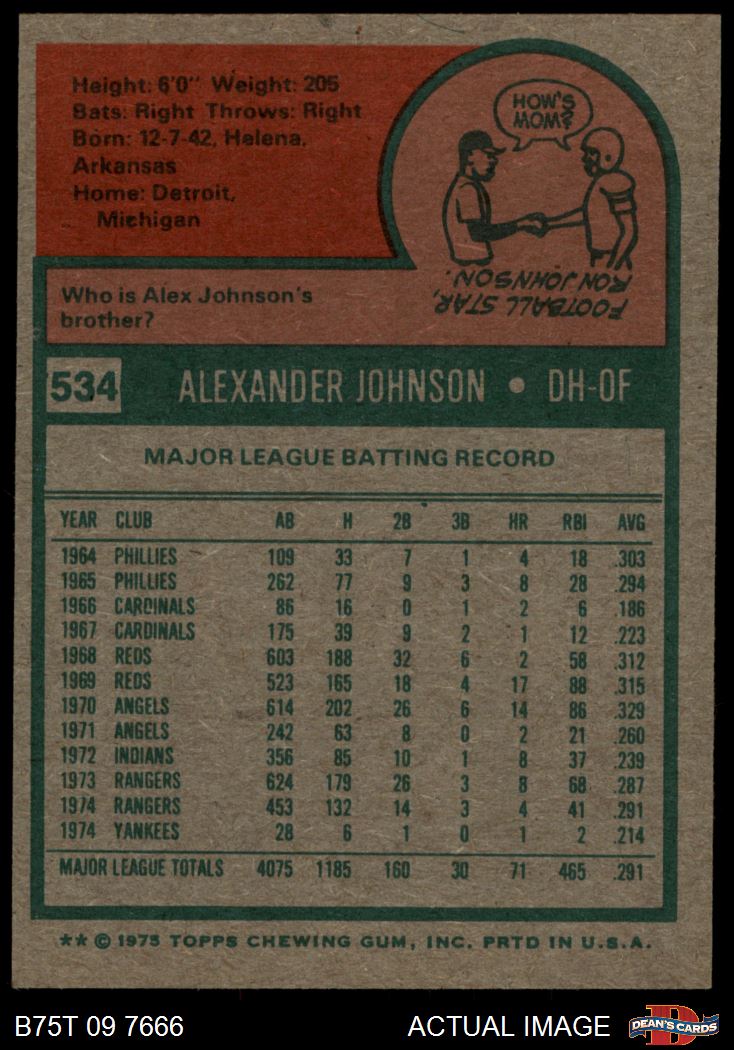 Height: 6'0" Weight: 205
Bats: Right Throws: Right
Born: 12-7-42, Helena,
Arkansas
Home: Detroit,
Michigan
HOW'S
MOM?
Who is Alex Johnson's
brother?
FOOTBALL STAR,
RON JOHNSON.
534 ALEXANDER JOHNSON • DH-OF
MAJOR LEAGUE BATTING RECORD
YEAR CLUB AB H 2B 3B HR RBI AVG
1964 PHILLIES 109 33 7 1 4 18 .303
1965 PHILLIES 262 77 9 3 8 28 .294
1966 CARDINALS 86 16 0 1 2 6 .186
1967 CARDINALS 175 39 9 2 1 12 .223
1968 REDS 603 188 32 6 2 58 .312
1969 REDS 523 165 18 4 17 88 .315
1970 ANGELS 614 202 26 6 14 86 .329
1971 ANGELS 242 63 8 0 2 21 .260
1972 INDIANS 356 85 10 1 8 37 .239
1973 RANGERS 624 179 26 3 8 68 .287
1974 RANGERS 453 132 14 3 4 41 .291
1974 YANKEES 28 6 1 0 1 2 .214
MAJOR LEAGUE TOTALS 4075 1185 160 30 71 465 .291
** © 1975 TOPPS CHEWING GUM, INC. PRTD IN U.S.A.
B75T 09 7666 ACTUAL IMAGE DEAN'S CARDS